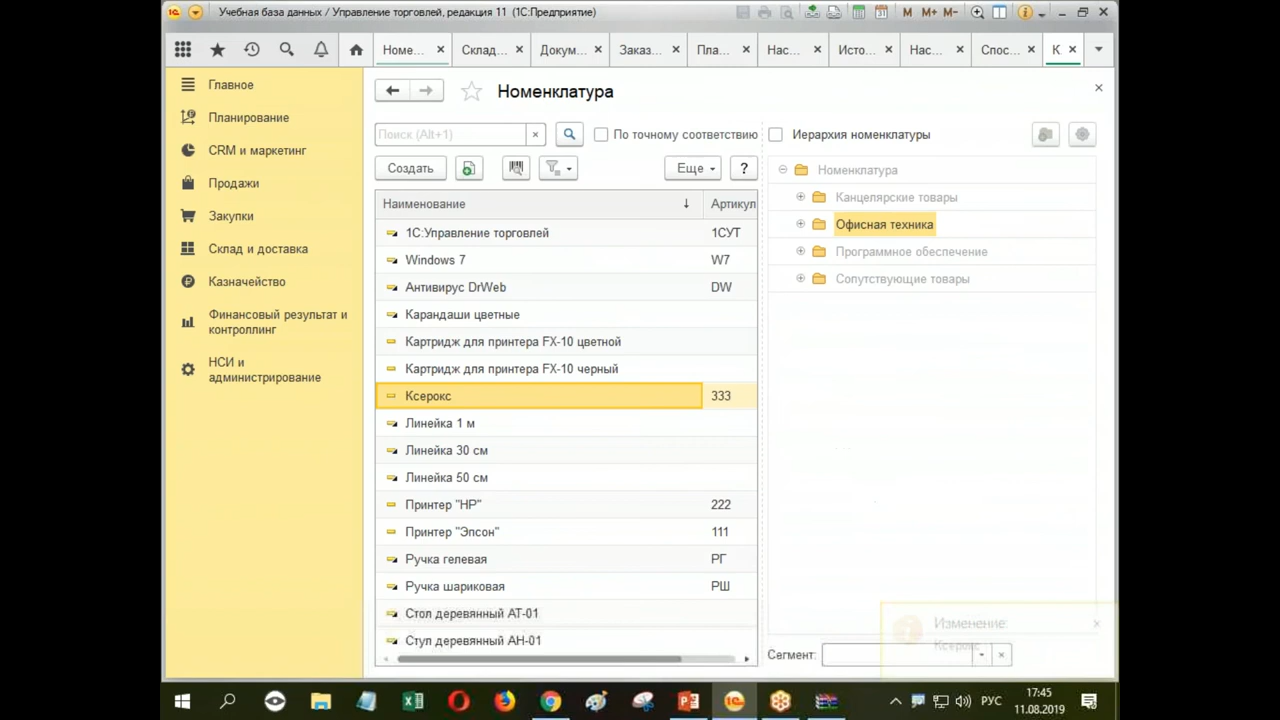 Учебная база данных / Управление торговлей, редакция 11 (1С:Предприятие)
M M+ M-
Номе... Склад... Докум... Заказ... Пла... Нас... Исто... Нас... Спос... К
Главное
Планирование
CRM и маркетинг
Продажи
Закупки
Склад и доставка
Казначейство
Финансовый результат и
контроллинг
НСИ и
администрирование
Номенклатура
Поиск (Alt+1)
По точному соответствию
Иерархия номенклатуры
Создать
Еще
?
Наименование Артикул
1С:Управление торговлей 1СУТ
Windows 7 W7
Антивирус DrWeb DW
Карандаши цветные
Картридж для принтера FX-10 цветной
Картридж для принтера FX-10 черный
Ксерокс 333
Линейка 1 м
Линейка 30 см
Линейка 50 см
Принтер "HP" 222
Принтер "Эпсон" 111
Ручка гелевая РГ
Ручка шариковая РШ
Стол деревянный АТ-01
Стул деревянный АН-01
Номенклатура
Канцелярские товары
Офисная техника
Программное обеспечение
Сопутствующие товары
Изменение:
Ксерокс
Сегмент:
РУС
17:45
11.08.2019